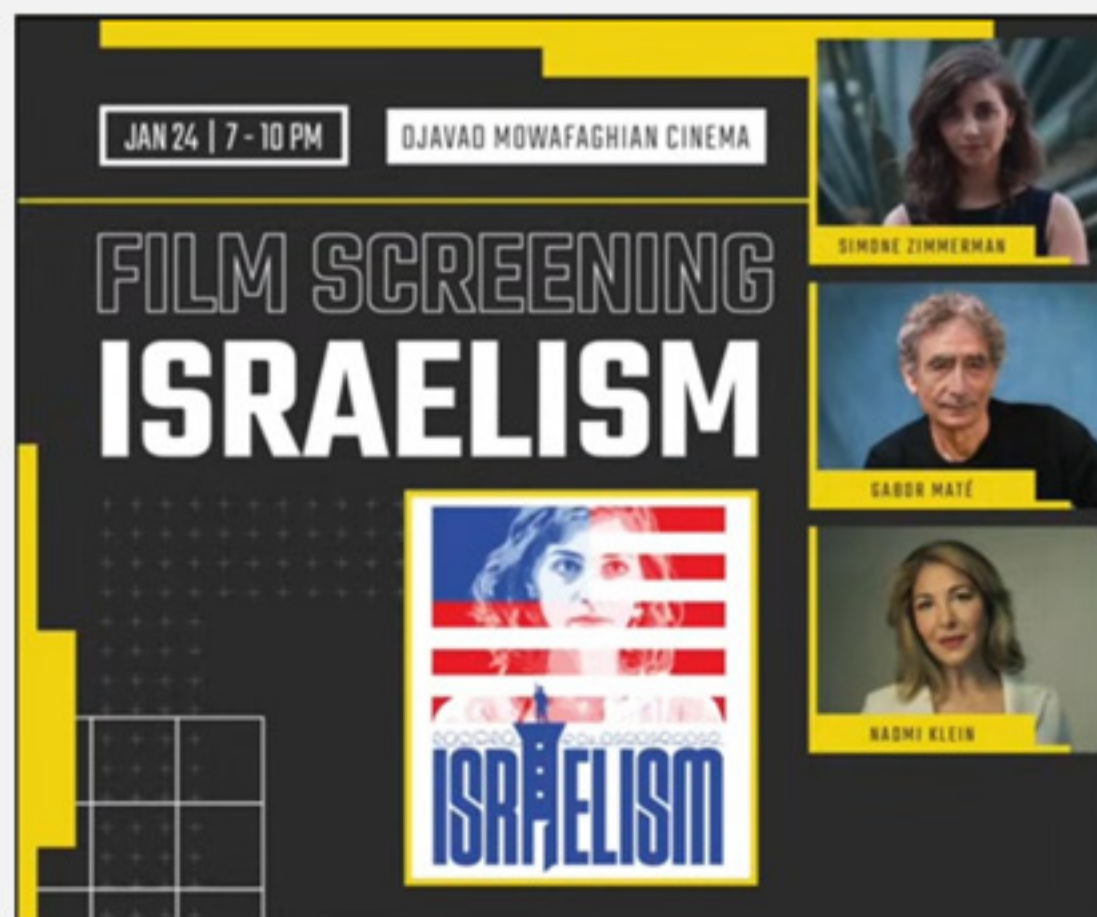 JAN 24 | 7 - 10 PM
DJAVAD MOWAFAGHIAN CINEMA
FILM SCREENING
ISRAELISM
ISRAELISM
SIMONE ZIMMERMAN
GABOR MATÉ
NAOMI KLEIN